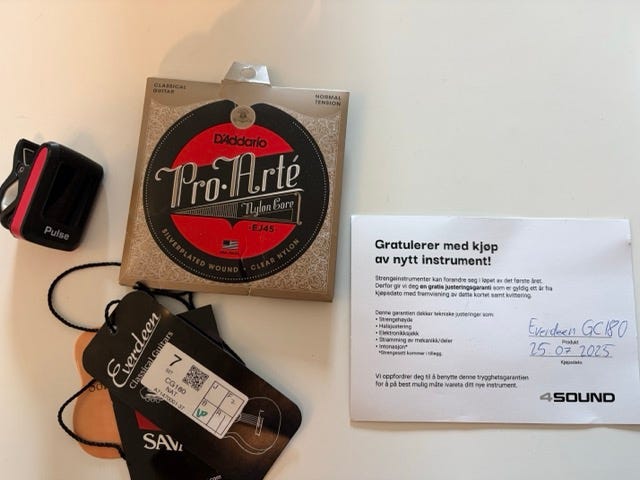 CLASSICAL
GUITAR
NORMAL
TENSION
D'Addario
Pro·Arté
Nylon Core
EJ45
SILVERPLATED WOUND
CLEAR NYLON
Pulse
Everdeen
Classical Guitars
7
SET
CG160
NAT
SAV
Gratulerer med kjøp
av nytt instrument!
Strengeinstrumenter kan forandre seg i løpet av det første året.
Derfor gir vi deg en gratis justeringsgaranti som er gyldig ett år fra
kjøpsdato med fremvisning av dette kortet samt kvittering.
Denne garantien dekker tekniske justeringer som:
• Strengehøyde
• Halsjustering
• Elektronikksjekk
• Stramming av mekanikk/deler
• Intonasjon*
*Strengesett kommer i tillegg.
Everdeen GC180
Produkt
25.07.2025
Kjøpsdato
Vi oppfordrer deg til å benytte denne trygghetsgarantien
for å på best mulig måte ivareta ditt nye instrument.
4SOUND